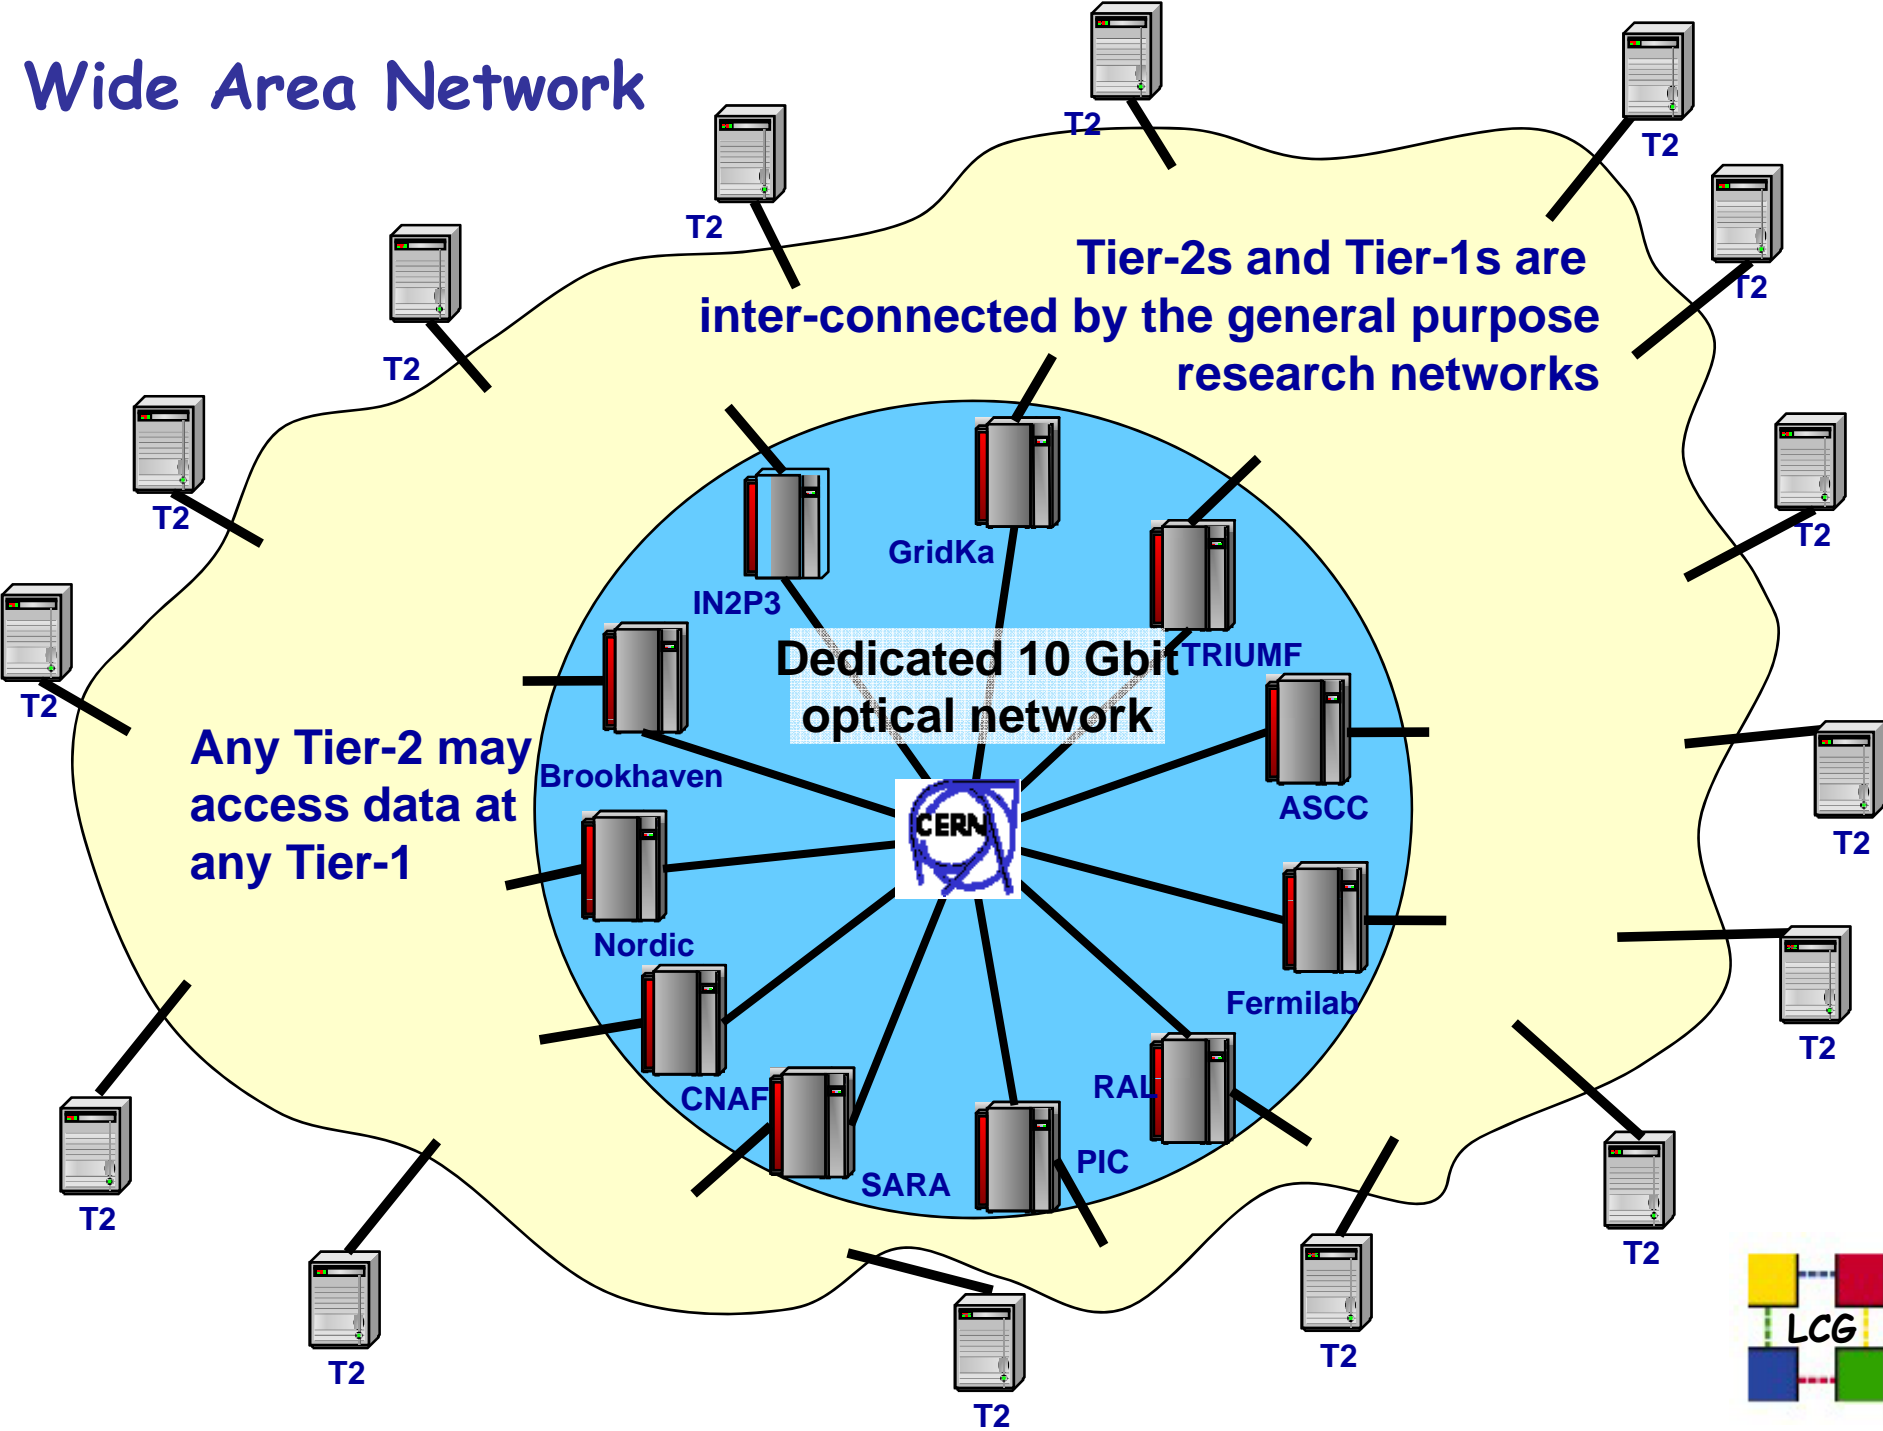 Wide Area Network
T2
T2
T2
T2
T2
Tier-2s and Tier-1s are
inter-connected by the general purpose
research networks
T2
T2
T2
GridKa
IN2P3
TRIUMF
Dedicated 10 Gbit
optical network
T2
Any Tier-2 may
access data at
any Tier-1
Brookhaven
ASCC
CERN
T2
Nordic
Fermilab
T2
CNAF
RAL
PIC
SARA
T2
T2
LCG
T2
T2
T2